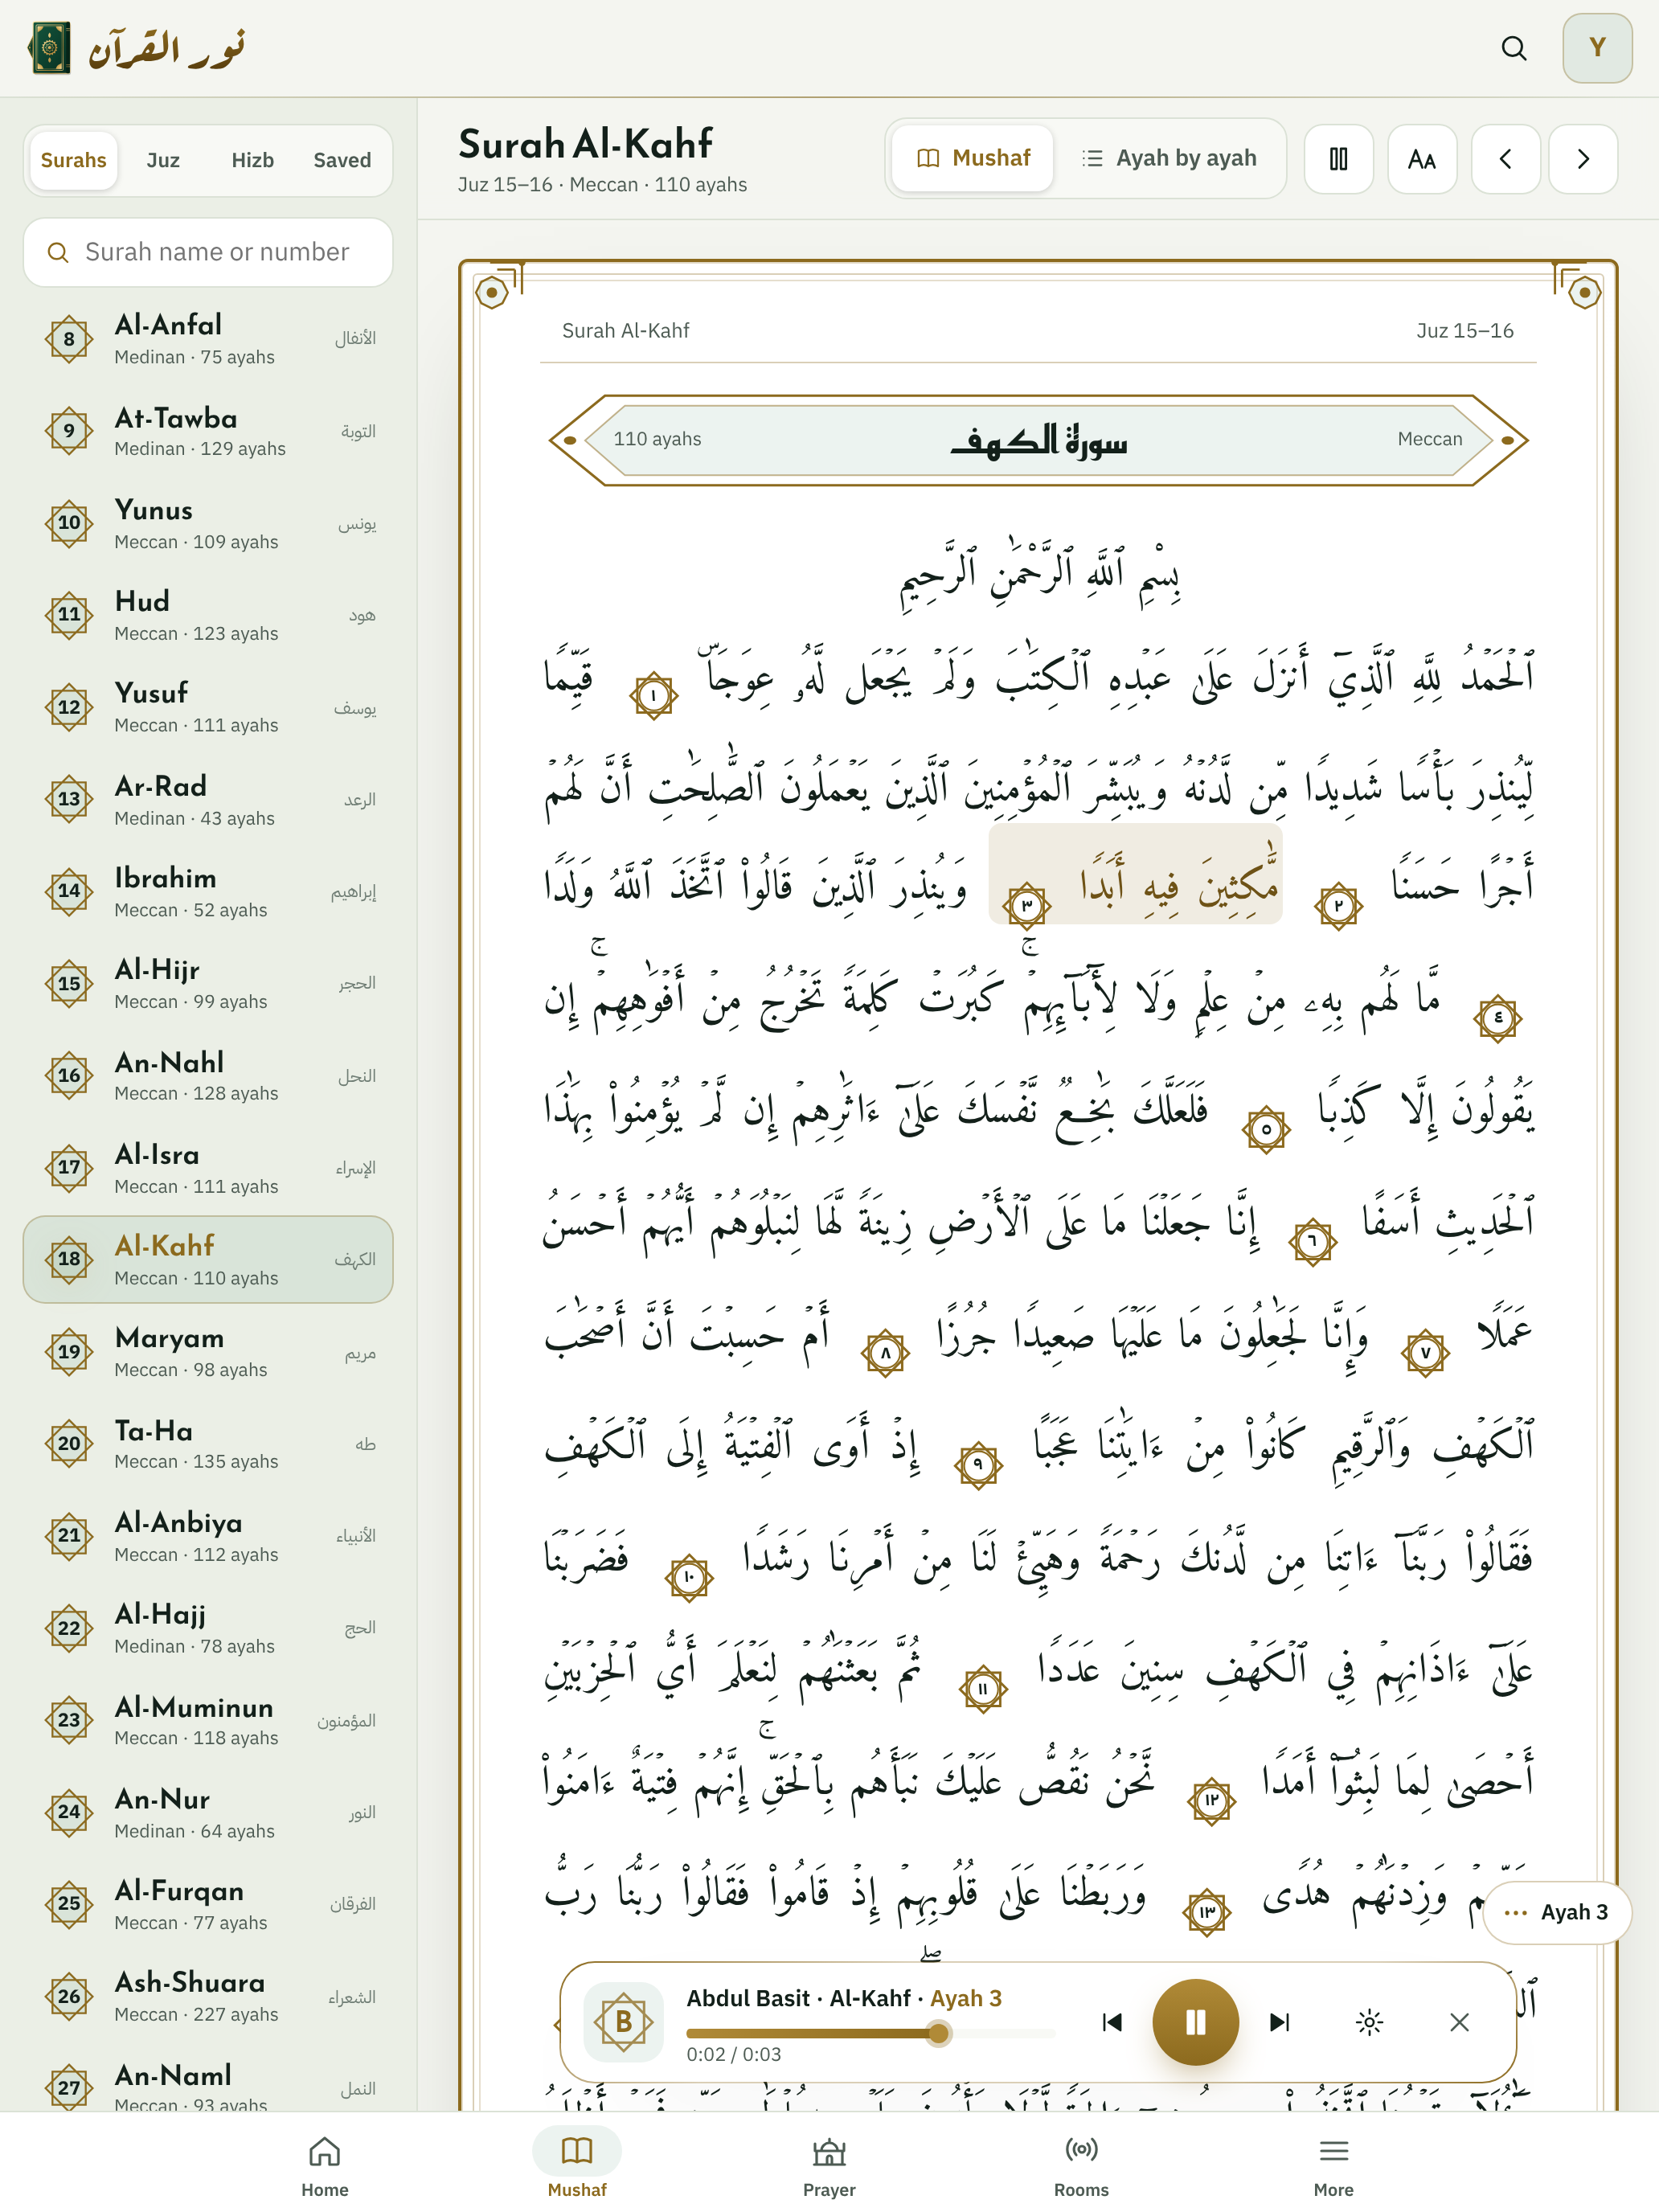 نور القرآن
Y
Surahs Juz Hizb Saved
Surah name or number
8 Al-Anfal الأنفال
Medinan · 75 ayahs
9 At-Tawba التوبة
Medinan · 129 ayahs
10 Yunus يونس
Meccan · 109 ayahs
11 Hud هود
Meccan · 123 ayahs
12 Yusuf يوسف
Meccan · 111 ayahs
13 Ar-Rad الرعد
Medinan · 43 ayahs
14 Ibrahim إبراهيم
Meccan · 52 ayahs
15 Al-Hijr الحجر
Meccan · 99 ayahs
16 An-Nahl النحل
Meccan · 128 ayahs
17 Al-Isra الإسراء
Meccan · 111 ayahs
18 Al-Kahf الكهف
Meccan · 110 ayahs
19 Maryam مريم
Meccan · 98 ayahs
20 Ta-Ha طه
Meccan · 135 ayahs
21 Al-Anbiya الأنبياء
Meccan · 112 ayahs
22 Al-Hajj الحج
Medinan · 78 ayahs
23 Al-Muminun المؤمنون
Meccan · 118 ayahs
24 An-Nur النور
Medinan · 64 ayahs
25 Al-Furqan الفرقان
Meccan · 77 ayahs
26 Ash-Shuara الشعراء
Meccan · 227 ayahs
27 An-Naml النمل
Meccan · 93 ayahs
Surah Al-Kahf
Juz 15–16 · Meccan · 110 ayahs
Mushaf Ayah by ayah AA
Surah Al-Kahf Juz 15–16
110 ayahs سورة الكهف Meccan
بِسْمِ ٱللَّهِ ٱلرَّحْمَٰنِ ٱلرَّحِيمِ
ٱلْحَمْدُ لِلَّهِ ٱلَّذِىٓ أَنزَلَ عَلَىٰ عَبْدِهِ ٱلْكِتَٰبَ وَلَمْ يَجْعَل لَّهُۥ عِوَجَاۜ ١ قَيِّمًا
لِّيُنذِرَ بَأْسًا شَدِيدًا مِّن لَّدُنْهُ وَيُبَشِّرَ ٱلْمُؤْمِنِينَ ٱلَّذِينَ يَعْمَلُونَ ٱلصَّٰلِحَٰتِ أَنَّ لَهُمْ
أَجْرًا حَسَنًا ٢ مَّٰكِثِينَ فِيهِ أَبَدًا ٣ وَيُنذِرَ ٱلَّذِينَ قَالُوا۟ ٱتَّخَذَ ٱللَّهُ وَلَدًا
٤ مَّا لَهُم بِهِۦ مِنْ عِلْمٍ وَلَا لِـَٔابَآئِهِمْ ۚ كَبُرَتْ كَلِمَةً تَخْرُجُ مِنْ أَفْوَٰهِهِمْ ۚ إِن
يَقُولُونَ إِلَّا كَذِبًا ٥ فَلَعَلَّكَ بَٰخِعٌ نَّفْسَكَ عَلَىٰٓ ءَاثَٰرِهِمْ إِن لَّمْ يُؤْمِنُوا۟ بِهَٰذَا
ٱلْحَدِيثِ أَسَفًا ٦ إِنَّا جَعَلْنَا مَا عَلَى ٱلْأَرْضِ زِينَةً لَّهَا لِنَبْلُوَهُمْ أَيُّهُمْ أَحْسَنُ
عَمَلًا ٧ وَإِنَّا لَجَٰعِلُونَ مَا عَلَيْهَا صَعِيدًا جُرُزًا ٨ أَمْ حَسِبْتَ أَنَّ أَصْحَٰبَ
ٱلْكَهْفِ وَٱلرَّقِيمِ كَانُوا۟ مِنْ ءَايَٰتِنَا عَجَبًا ٩ إِذْ أَوَى ٱلْفِتْيَةُ إِلَى ٱلْكَهْفِ
فَقَالُوا۟ رَبَّنَآ ءَاتِنَا مِن لَّدُنكَ رَحْمَةً وَهَيِّئْ لَنَا مِنْ أَمْرِنَا رَشَدًا ١٠ فَضَرَبْنَا
عَلَىٰٓ ءَاذَانِهِمْ فِى ٱلْكَهْفِ سِنِينَ عَدَدًا ١١ ثُمَّ بَعَثْنَٰهُمْ لِنَعْلَمَ أَىُّ ٱلْحِزْبَيْنِ
أَحْصَىٰ لِمَا لَبِثُوٓا۟ أَمَدًا ١٢ نَّحْنُ نَقُصُّ عَلَيْكَ نَبَأَهُم بِٱلْحَقِّ ۚ إِنَّهُمْ فِتْيَةٌ ءَامَنُوا۟
وَزِدْنَٰهُمْ هُدًى ١٣ وَرَبَطْنَا عَلَىٰ قُلُوبِهِمْ إِذْ قَامُوا۟ فَقَالُوا۟ رَبُّنَا رَبُّ
Ayah 3
B Abdul Basit · Al-Kahf · Ayah 3
0:02 / 0:03
Home Mushaf Prayer Rooms More